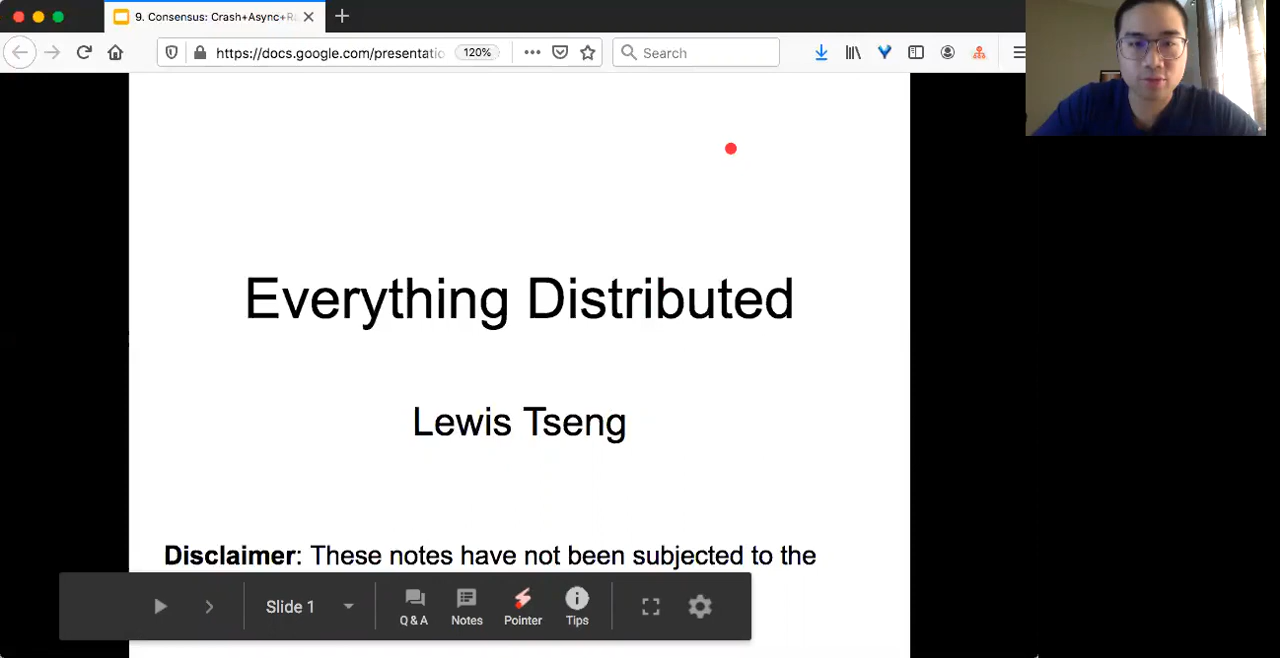 9. Consensus: Crash+Async+R
https://docs.google.com/presentatio
120%
Search
Everything Distributed
Lewis Tseng
Disclaimer: These notes have not been subjected to the
Slide 1
Q & A
Notes
Pointer
Tips